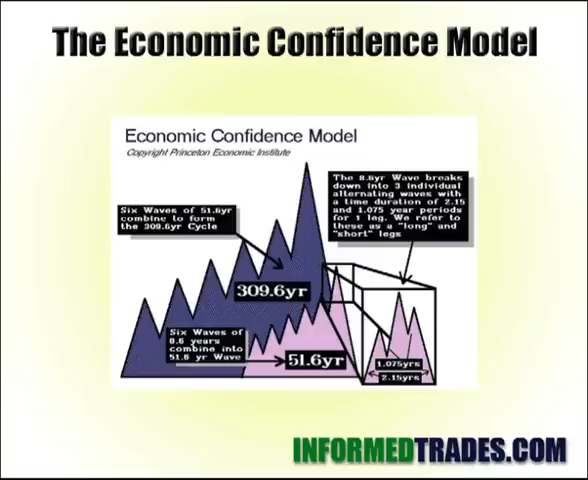 The Economic Confidence Model
Economic Confidence Model
Copyright Princeton Economic Institute
The 8.6yr Wave breaks
down into 3 individual
alternating waves with
a time duration of 2.15
and 1.075 year periods
for 1 leg. We refer to
these as a "long" and
"short" legs
Six Waves of 51.6yr
combine to form
the 309.6yr Cycle
309.6yr
Six Waves of
8.6 years
combine into
51.6 yr Wave
51.6yr
1.075yrs
2.15yrs
INFORMEDTRADES.COM